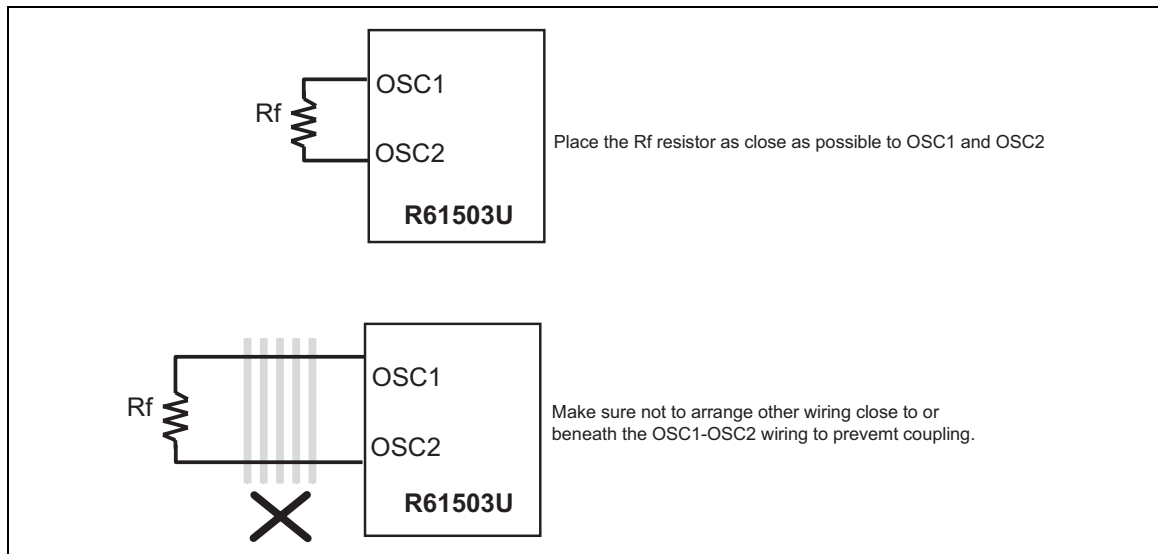 OSC1
Rf
OSC2
Place the Rf resistor as close as possible to OSC1 and OSC2
R61503U
OSC1
Rf
Make sure not to arrange other wiring close to or
beneath the OSC1-OSC2 wiring to prevemt coupling.
OSC2
R61503U